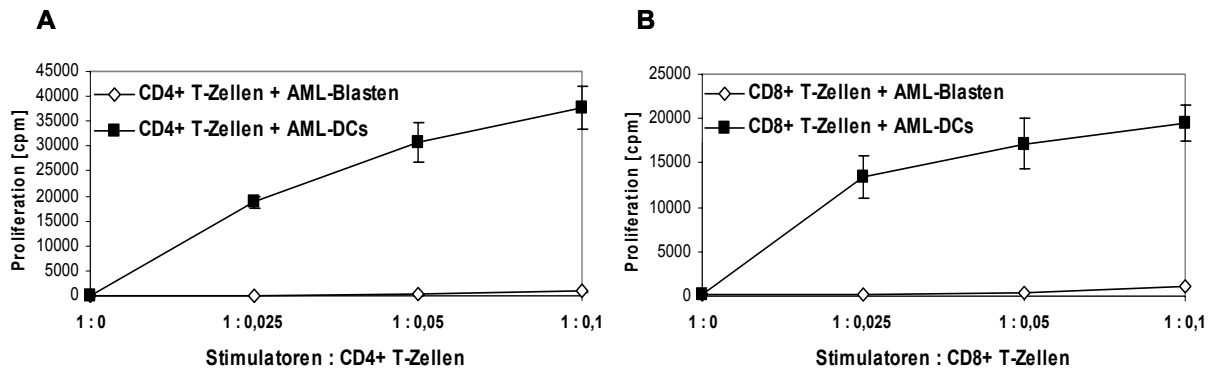 A
Proliferation [cpm]
45000
40000
35000
30000
25000
20000
15000
10000
5000
0
CD4+ T-Zellen + AML-Blasten
CD4+ T-Zellen + AML-DCs
1 : 0
1 : 0,025
1 : 0,05
1 : 0,1
Stimulatoren : CD4+ T-Zellen
B
Proliferation [cpm]
25000
20000
15000
10000
5000
0
CD8+ T-Zellen + AML-Blasten
CD8+ T-Zellen + AML-DCs
1 : 0
1 : 0,025
1 : 0,05
1 : 0,1
Stimulatoren : CD8+ T-Zellen